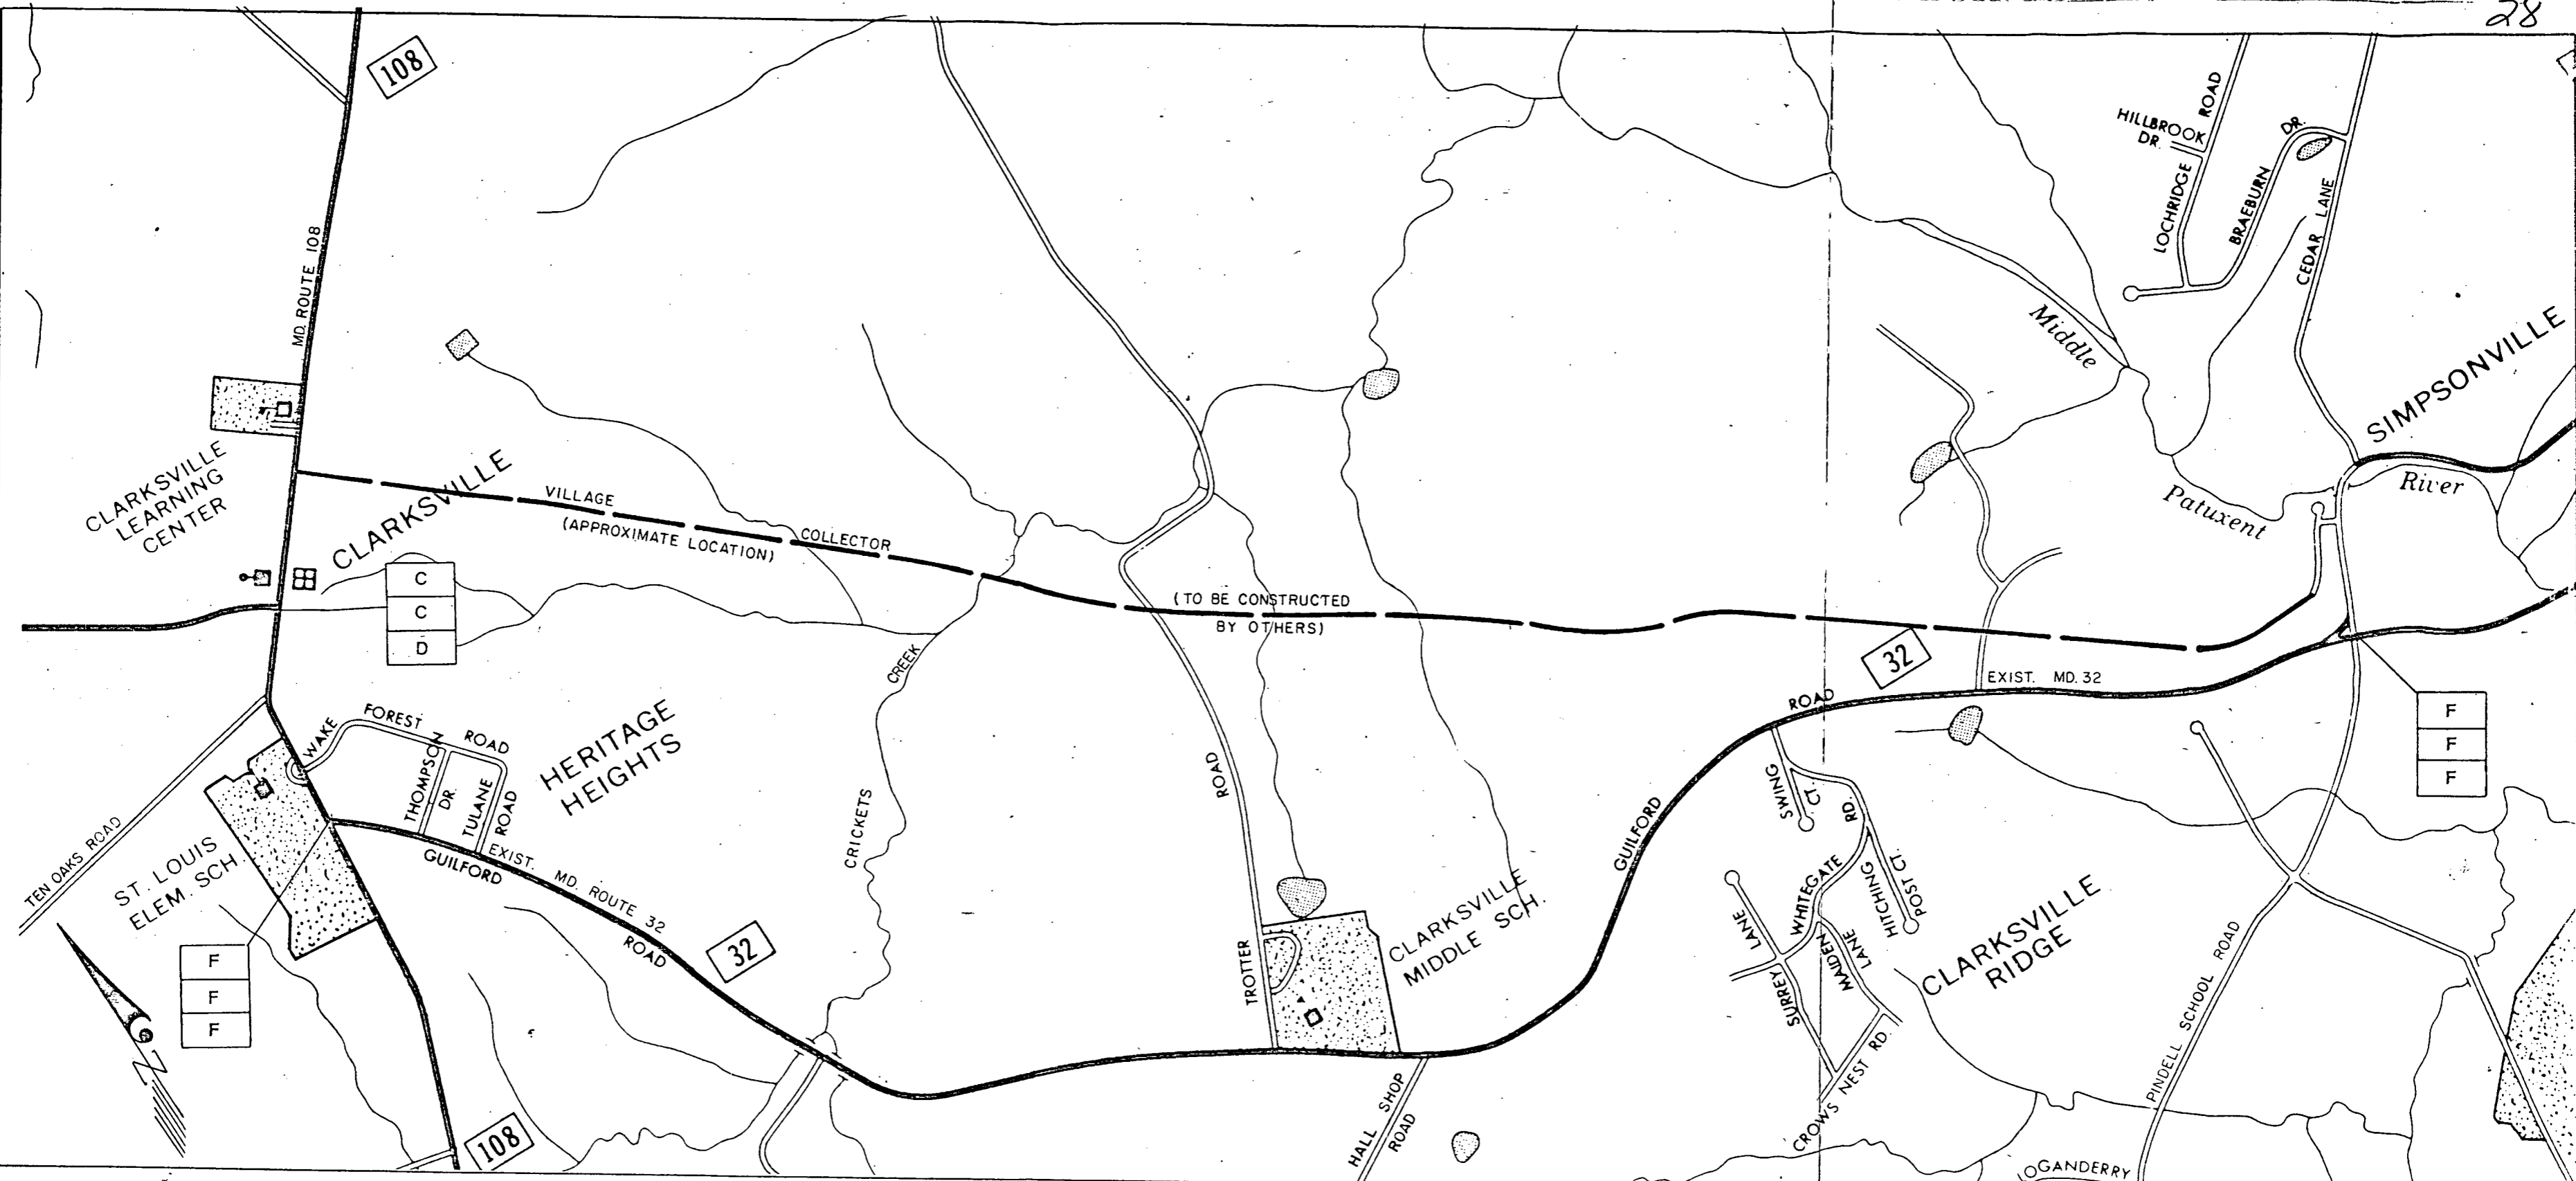 28
108
MD. ROUTE 108
HILLBROOK
DR.
LOCHRIDGE ROAD
BRAEBURN DR.
CEDAR LANE
Middle
Patuxent
River
SIMPSONVILLE
CLARKSVILLE
LEARNING
CENTER
CLARKSVILLE
VILLAGE COLLECTOR
(APPROXIMATE LOCATION)
(TO BE CONSTRUCTED
BY OTHERS)
C
C
D
32
EXIST. MD. 32
F
F
F
WAKE FOREST ROAD
THOMPSON
DR.
TULANE
ROAD
HERITAGE
HEIGHTS
CRICKETS CREEK
TROTTER ROAD
GUILFORD ROAD
TEN OAKS ROAD
ST. LOUIS
ELEM. SCH.
GUILFORD ROAD
EXIST. MD. ROUTE 32
32
F
F
F
N
108
CLARKSVILLE
MIDDLE SCH.
HALL SHOP
ROAD
SWING
CT.
WHITEGATE RD
HITCHING
POST CT.
SURREY LANE
MAIDEN
LANE
CROWS NEST RD.
CLARKSVILLE
RIDGE
PINDELL SCHOOL ROAD
LOGANDERRY